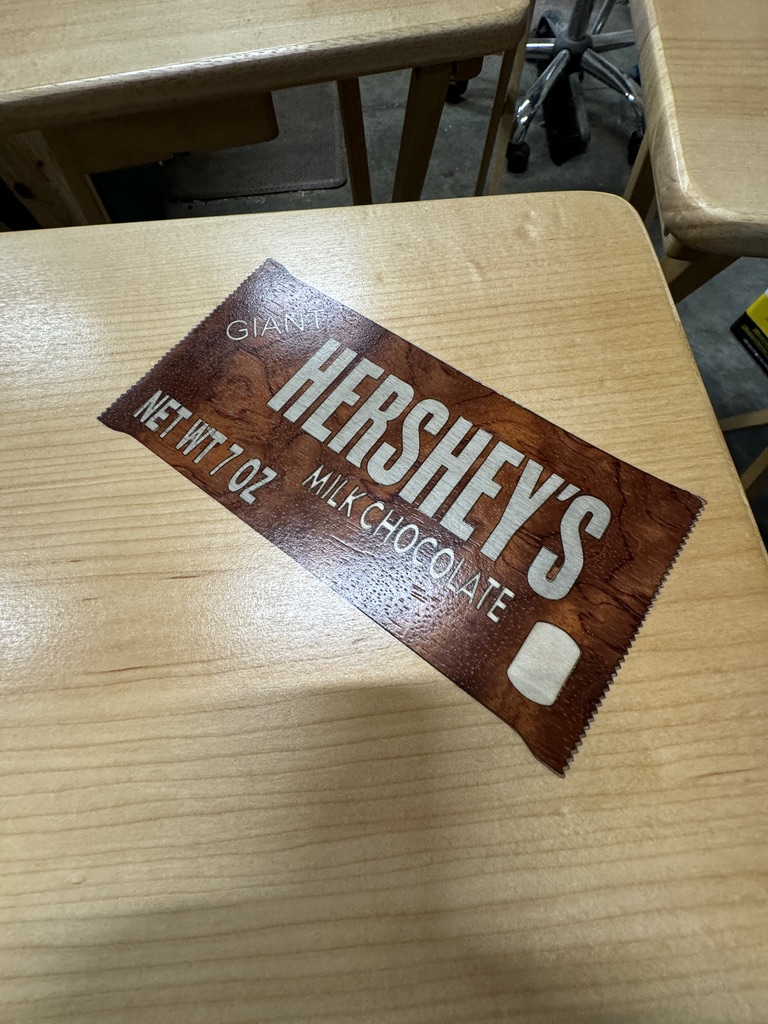 GIANT
HERSHEY'S
MILK CHOCOLATE
NET WT 7 OZ